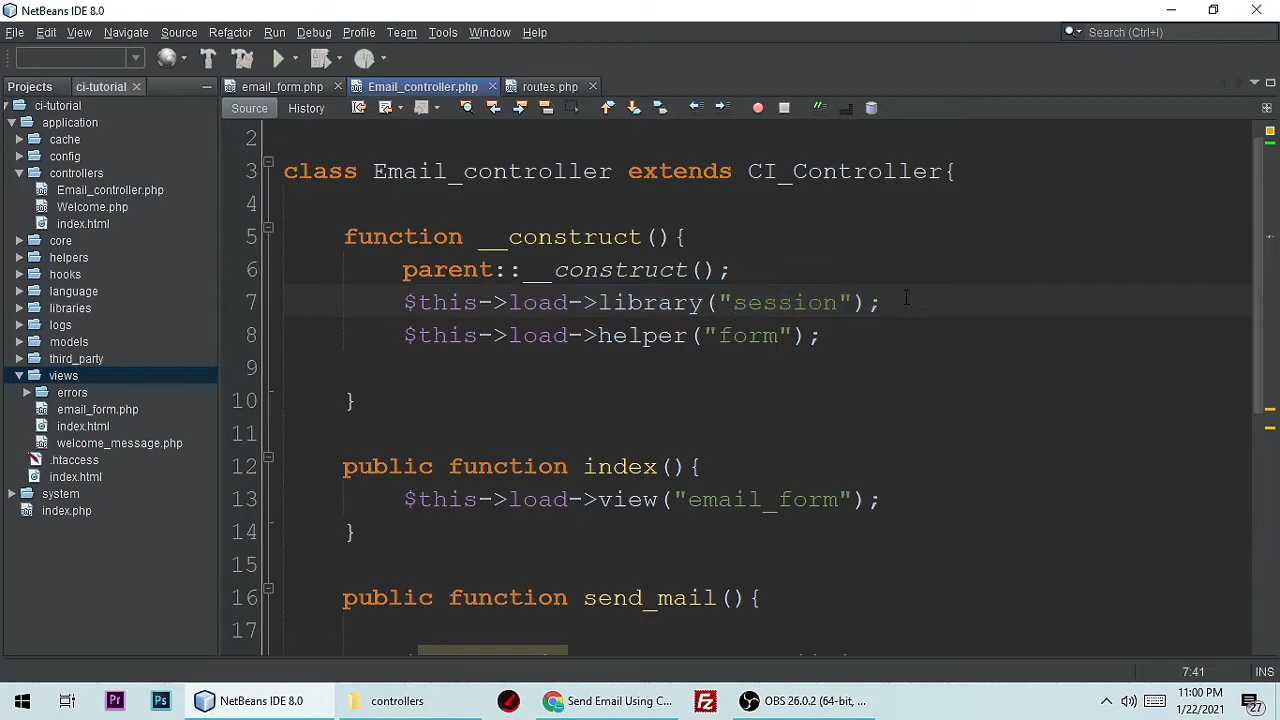 NetBeans IDE 8.0
File Edit View Navigate Source Refactor Run Debug Profile Team Tools Window Help
Search (Ctrl+I)
Projects ci-tutorial
email_form.php Email_controller.php routes.php
Source History
ci-tutorial
application
cache
config
controllers
Email_controller.php
Welcome.php
index.html
core
helpers
hooks
language
libraries
logs
models
third_party
views
errors
email_form.php
index.html
welcome_message.php
.htaccess
index.html
system
index.php
2
3 class Email_controller extends CI_Controller{
4
5 function __construct(){
6 parent::__construct();
7 $this->load->library("session");
8 $this->load->helper("form");
9
10 }
11
12 public function index(){
13 $this->load->view("email_form");
14 }
15
16 public function send_mail(){
17
7:41 INS
Pr Ps NetBeans IDE 8.0 controllers Send Email Using C... Fz OBS 26.0.2 (64-bit, ...
11:00 PM
1/22/2021
27